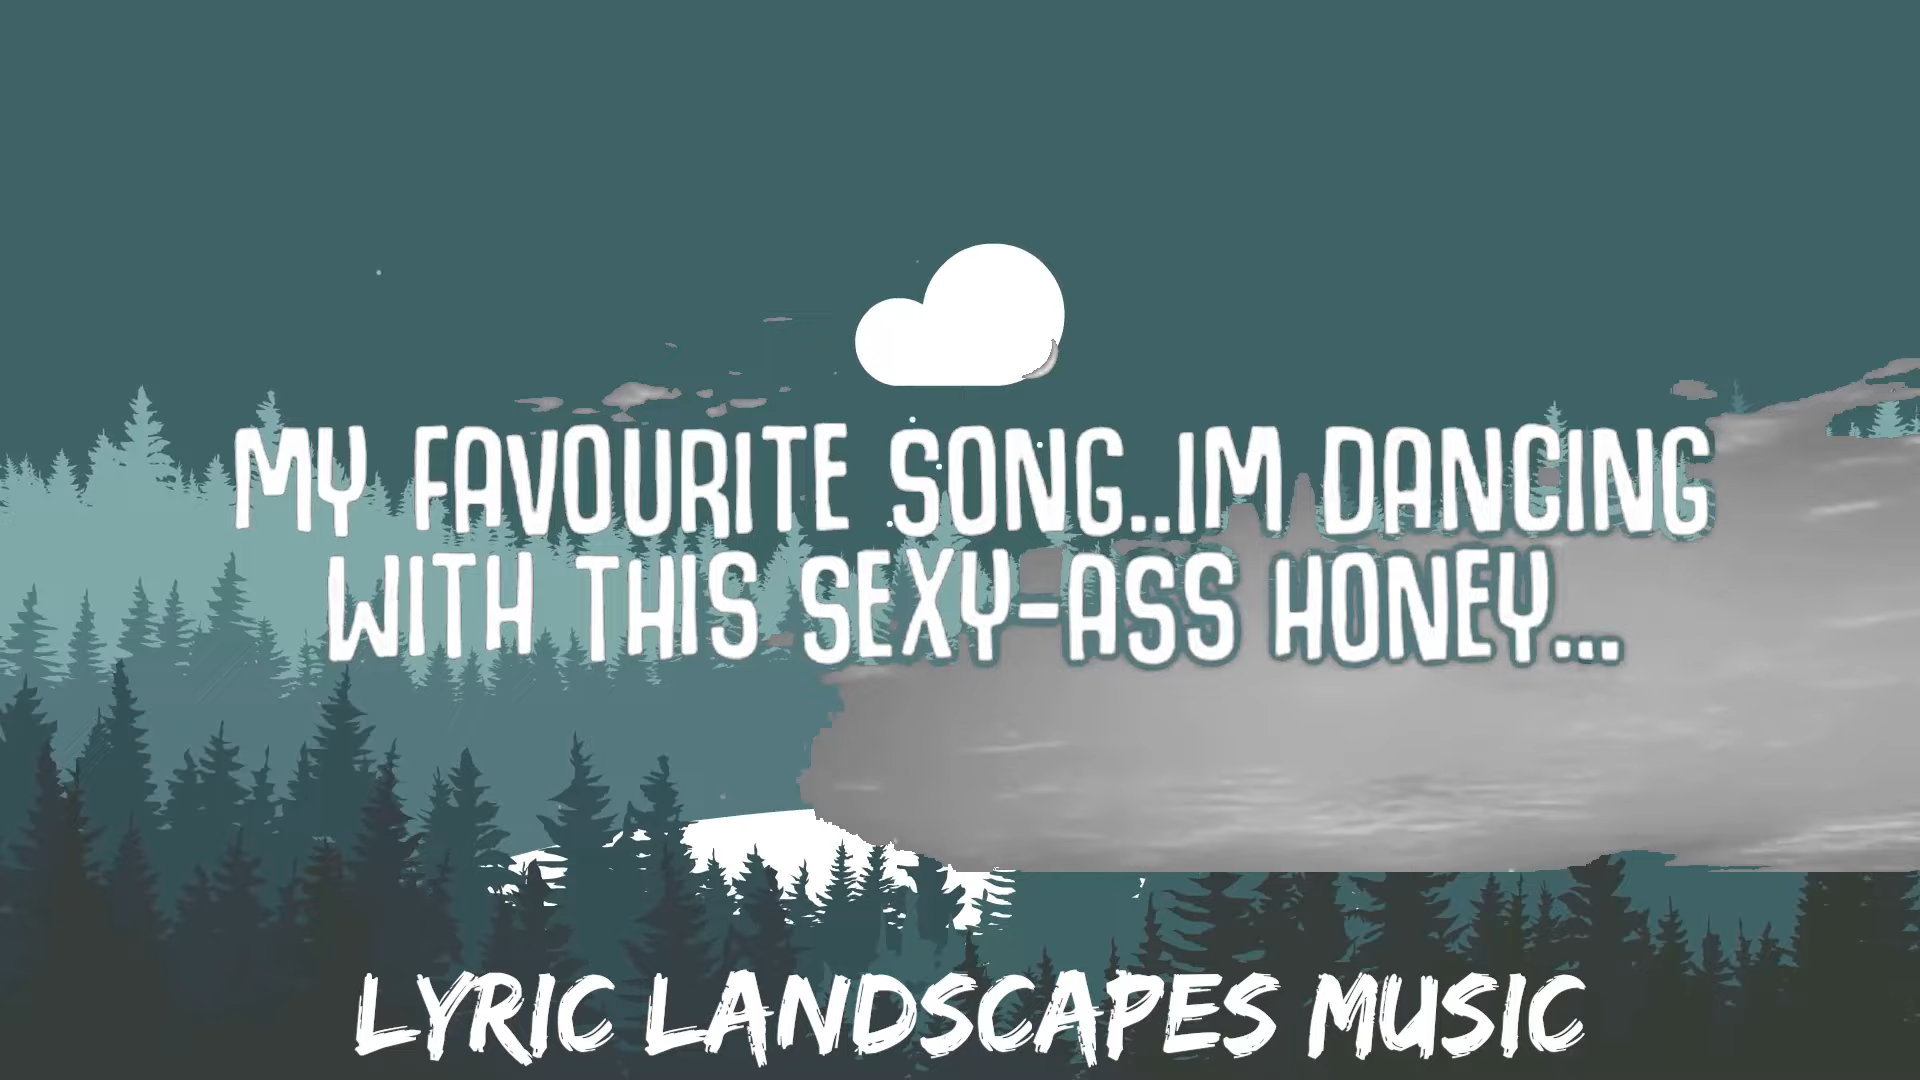 MY FAVOURITE SONG..IM DANCING
WITH THIS SEXY-ASS HONEY...
LYRIC LANDSCAPES MUSIC